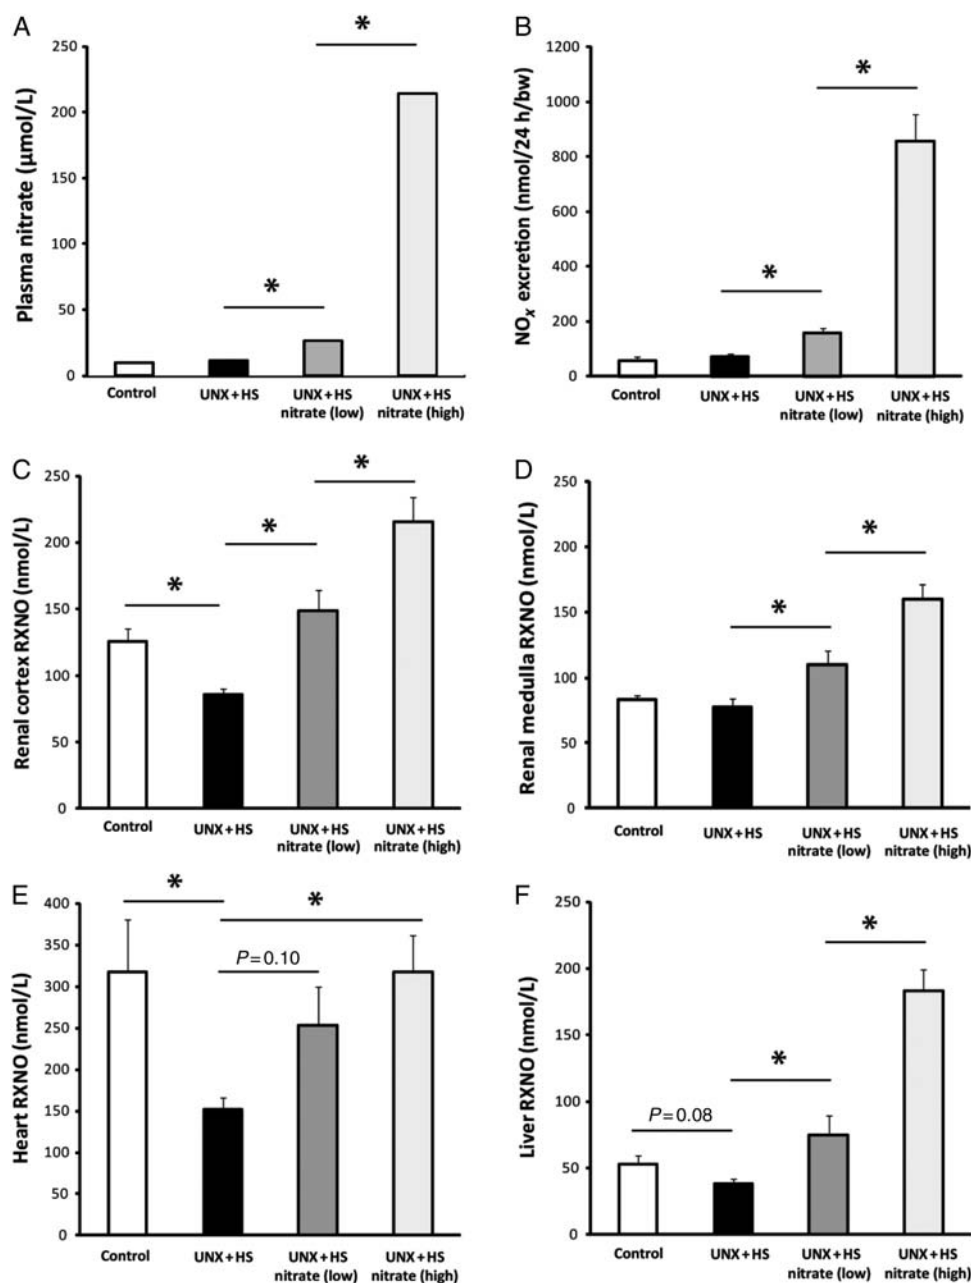 A
Plasma nitrate (µmol/L)
250
200
150
100
50
0
*
*
Control
UNX+HS
UNX+HS
nitrate (low)
UNX+HS
nitrate (high)
B
NOx excretion (nmol/24 h/bw)
1200
1000
800
600
400
200
0
*
*
Control
UNX+HS
UNX+HS
nitrate (low)
UNX+HS
nitrate (high)
C
Renal cortex RXNO (nmol/L)
250
200
150
100
50
0
*
*
*
Control
UNX+HS
UNX+HS
nitrate (low)
UNX+HS
nitrate (high)
D
Renal medulla RXNO (nmol/L)
250
200
150
100
50
0
*
*
Control
UNX+HS
UNX+HS
nitrate (low)
UNX+HS
nitrate (high)
E
Heart RXNO (nmol/L)
400
350
300
250
200
150
100
50
0
*
*
P=0.10
Control
UNX+HS
UNX+HS
nitrate (low)
UNX+HS
nitrate (high)
F
Liver RXNO (nmol/L)
250
200
150
100
50
0
*
*
P=0.08
Control
UNX+HS
UNX+HS
nitrate (low)
UNX+HS
nitrate (high)